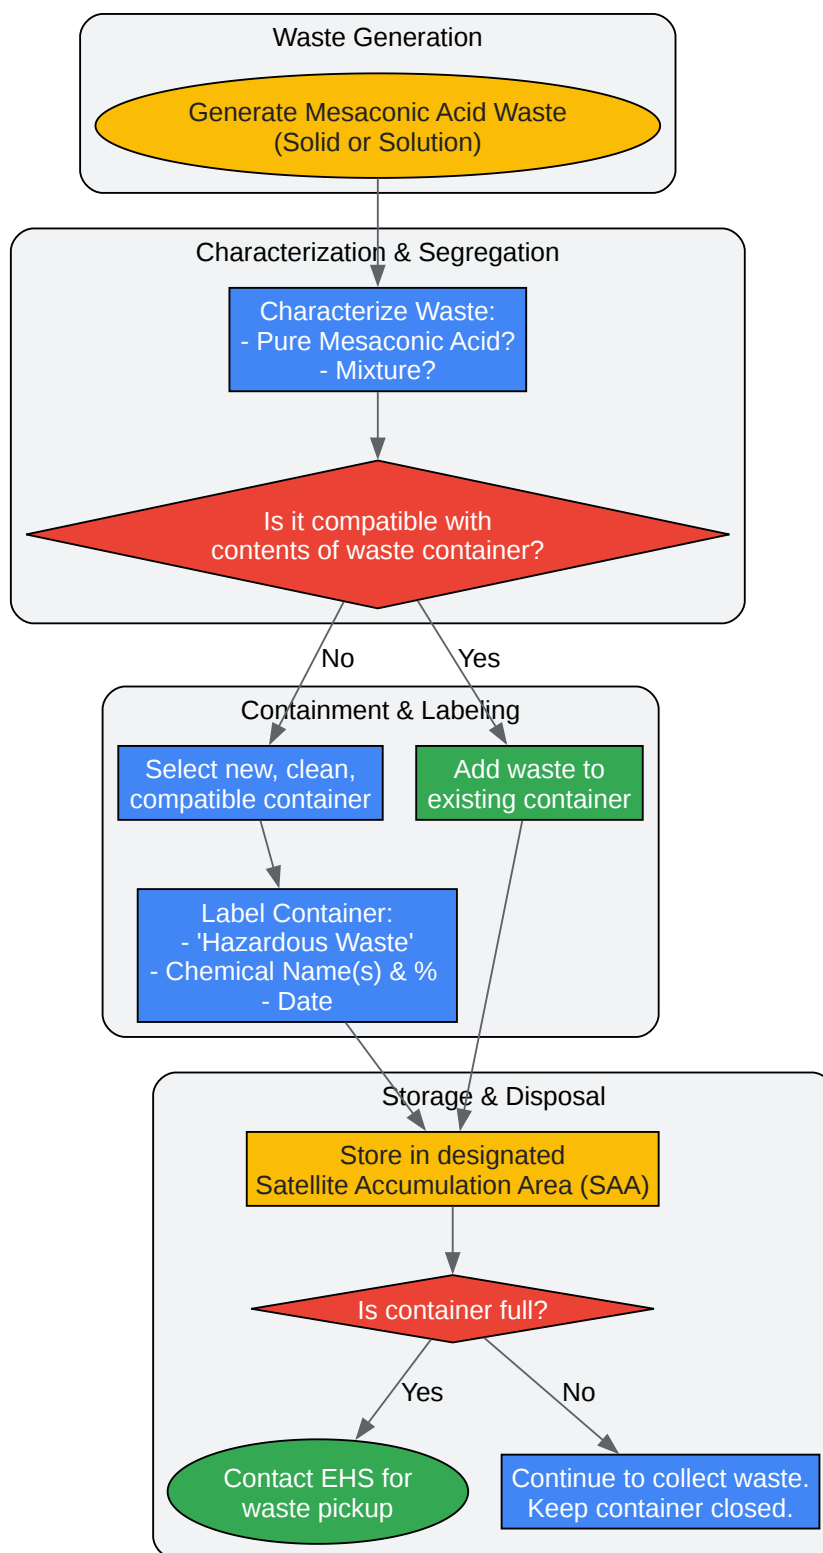 Waste Generation
Generate Mesaconic Acid Waste
(Solid or Solution)
Characterization & Segregation
Characterize Waste:
- Pure Mesaconic Acid?
- Mixture?
Is it compatible with
contents of waste container?
No
Yes
Containment & Labeling
Select new, clean,
compatible container
Add waste to
existing container
Label Container:
- 'Hazardous Waste'
- Chemical Name(s) & %
- Date
Storage & Disposal
Store in designated
Satellite Accumulation Area (SAA)
Is container full?
Yes
No
Contact EHS for
waste pickup
Continue to collect waste.
Keep container closed.